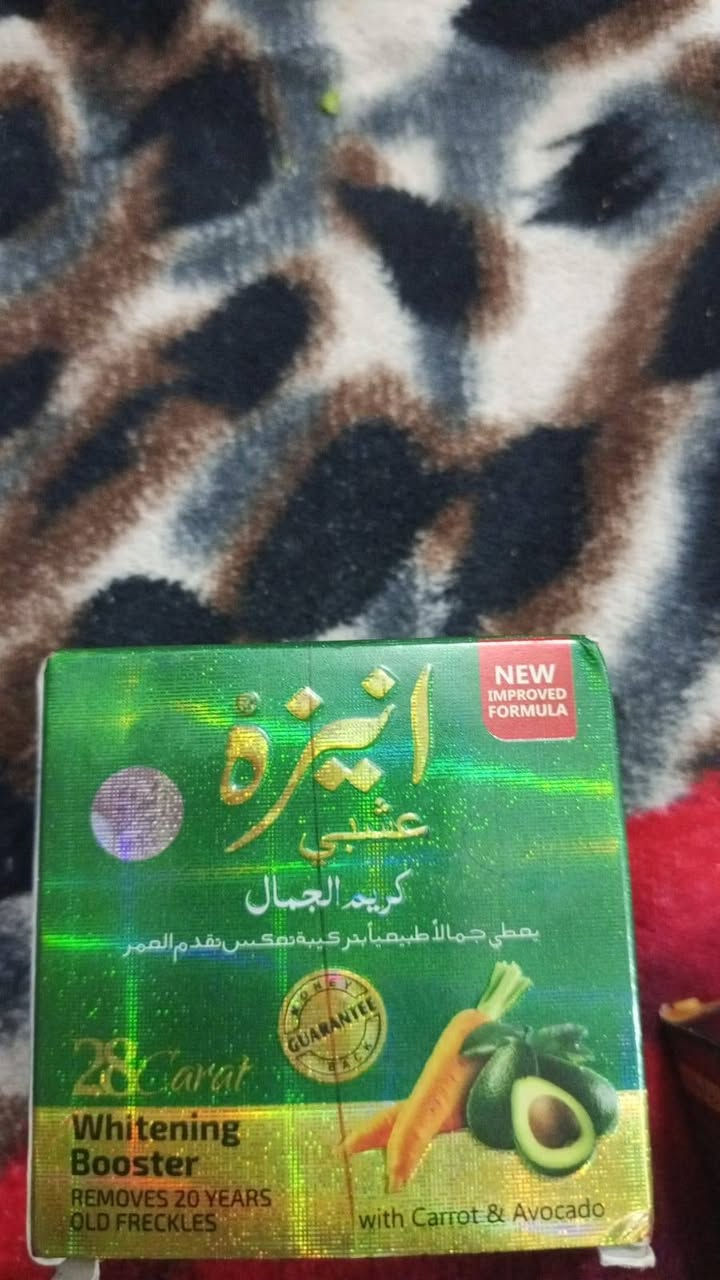 انيزة
NEW
IMPROVED
FORMULA
عشبي
كريم الجمال
يعطي جمالاً طبيعياً بتركيبة تعكس تقدم العمر
MONEY
GUARANTEE
BACK
28 Carat
Whitening
Booster
REMOVES 20 YEARS
OLD FRECKLES
with Carrot & Avocado